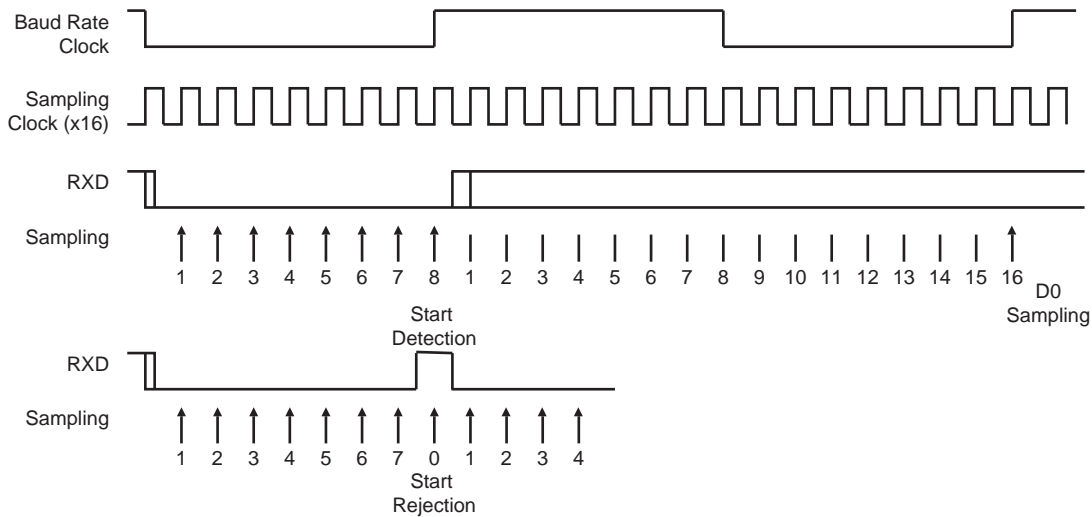 Baud Rate
Clock
Sampling
Clock (x16)
RXD
Sampling
1 2 3 4 5 6 7 8 1 2 3 4 5 6 7 8 9 10 11 12 13 14 15 16
D0
Sampling
Start
Detection
RXD
Sampling
1 2 3 4 5 6 7 0 1 2 3 4
Start
Rejection